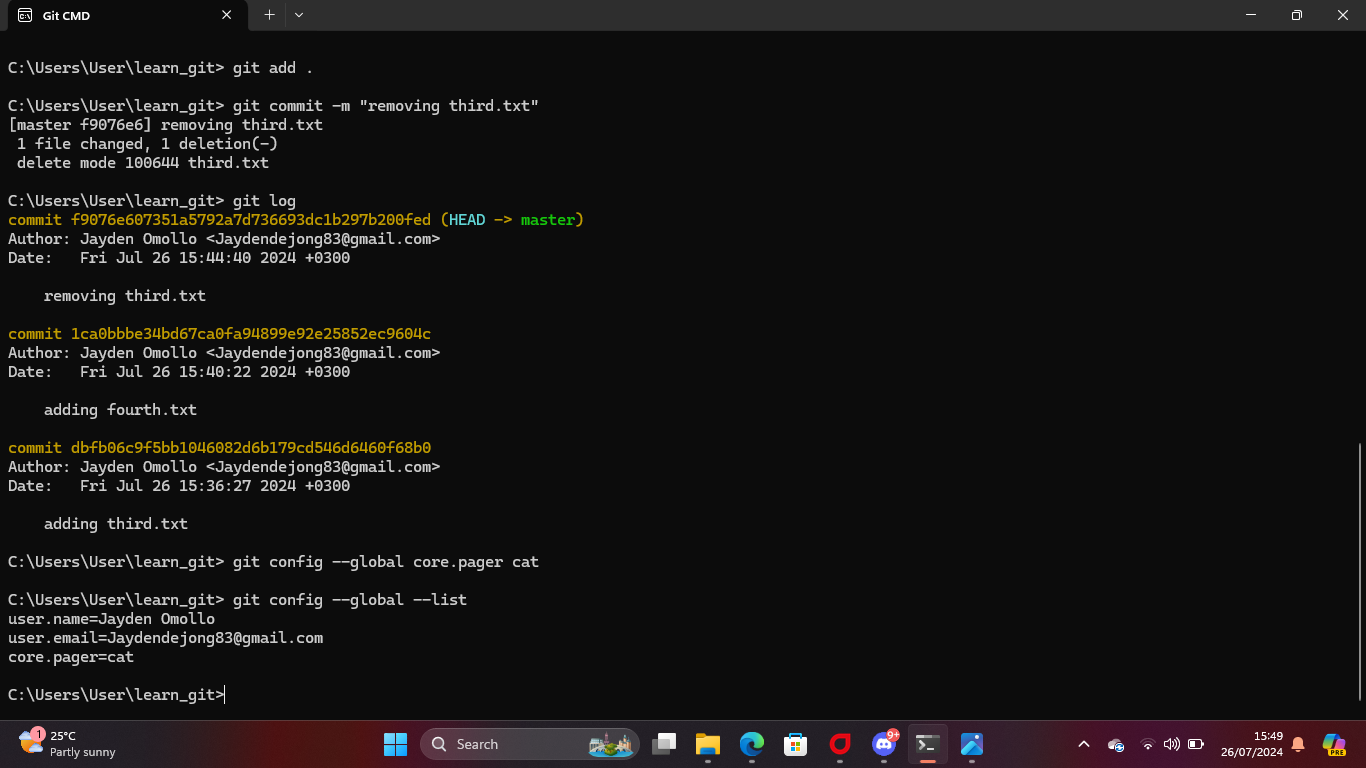 Git CMD
C:\Users\User\learn_git> git add .
C:\Users\User\learn_git> git commit -m "removing third.txt"
[master f9076e6] removing third.txt
 1 file changed, 1 deletion(-)
 delete mode 100644 third.txt
C:\Users\User\learn_git> git log
commit f9076e607351a5792a7d736693dc1b297b200fed (HEAD -> master)
Author: Jayden Omollo <Jaydendejong83@gmail.com>
Date:   Fri Jul 26 15:44:40 2024 +0300
    removing third.txt
commit 1ca0bbbe34bd67ca0fa94899e92e25852ec9604c
Author: Jayden Omollo <Jaydendejong83@gmail.com>
Date:   Fri Jul 26 15:40:22 2024 +0300
    adding fourth.txt
commit dbfb06c9f5bb1046082d6b179cd546d6460f68b0
Author: Jayden Omollo <Jaydendejong83@gmail.com>
Date:   Fri Jul 26 15:36:27 2024 +0300
    adding third.txt
C:\Users\User\learn_git> git config --global core.pager cat
C:\Users\User\learn_git> git config --global --list
user.name=Jayden Omollo
user.email=Jaydendejong83@gmail.com
core.pager=cat
C:\Users\User\learn_git>
1
25°C
Partly sunny
Search
9+
15:49
26/07/2024
PRE